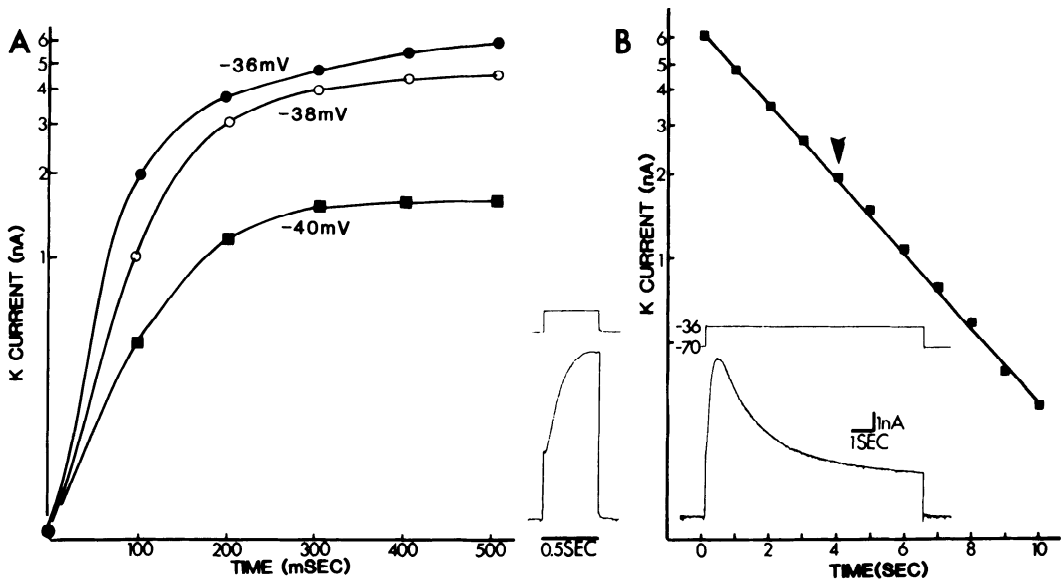 A
K CURRENT (nA)
6
5
4
3
2
1
-36mV
-38mV
-40mV
100
200
300
400
500
TIME (mSEC)
0.5SEC
B
K CURRENT (nA)
6
5
4
3
2
1
-36
-70
1nA
1SEC
0
2
4
6
8
10
TIME(SEC)